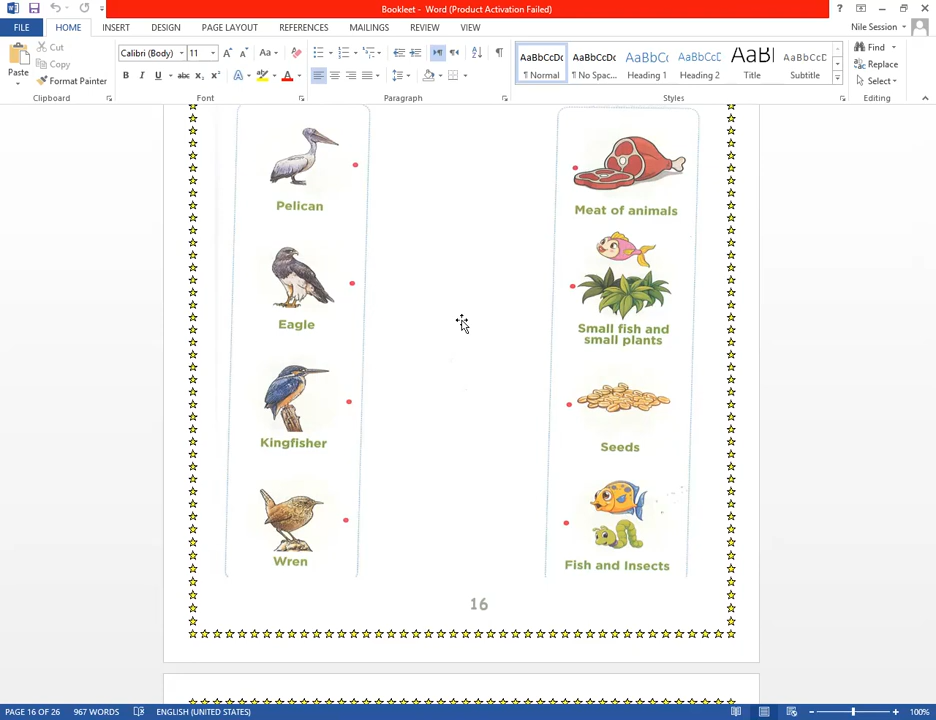 Bookleet - Word (Product Activation Failed)
FILE HOME INSERT DESIGN PAGE LAYOUT REFERENCES MAILINGS REVIEW VIEW Nile Session
Paste
Cut
Copy
Format Painter
Clipboard
Calibri (Body) 11
Font
Paragraph
AaBbCcDc AaBbCcDc AaBbCc AaBbCc AaBl AaBbCcD
¶ Normal ¶ No Spac... Heading 1 Heading 2 Title Subtitle
Styles
Find
Replace
Select
Editing
Pelican
Meat of animals
Eagle
Small fish and
small plants
Kingfisher
Seeds
Wren
Fish and Insects
16
PAGE 16 OF 26 967 WORDS ENGLISH (UNITED STATES) 100%